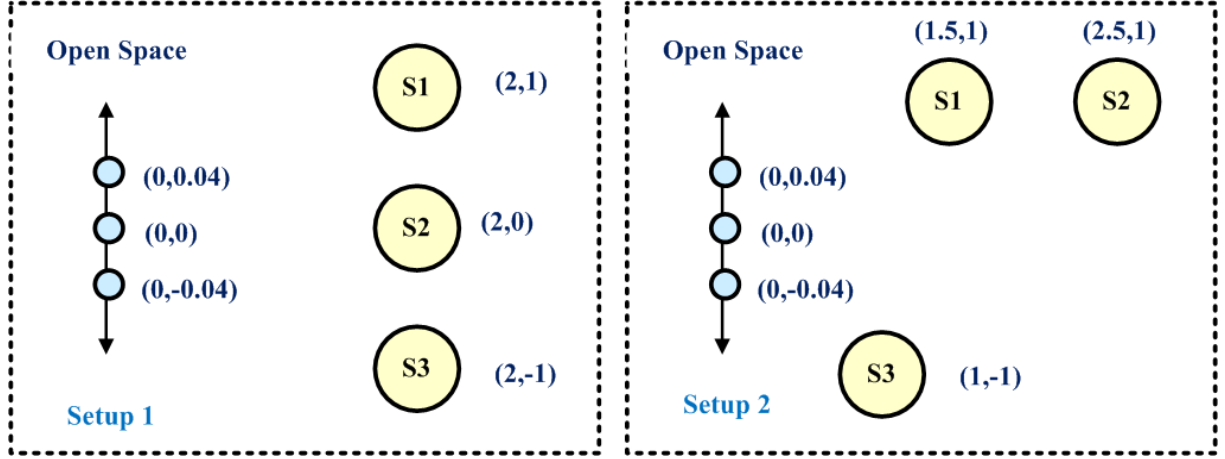 Open Space
S1
(2,1)
(0,0.04)
(0,0)
(0,-0.04)
S2
(2,0)
S3
(2,-1)
Setup 1
Open Space
(1.5,1)
(2.5,1)
S1
S2
(0,0.04)
(0,0)
(0,-0.04)
S3
(1,-1)
Setup 2